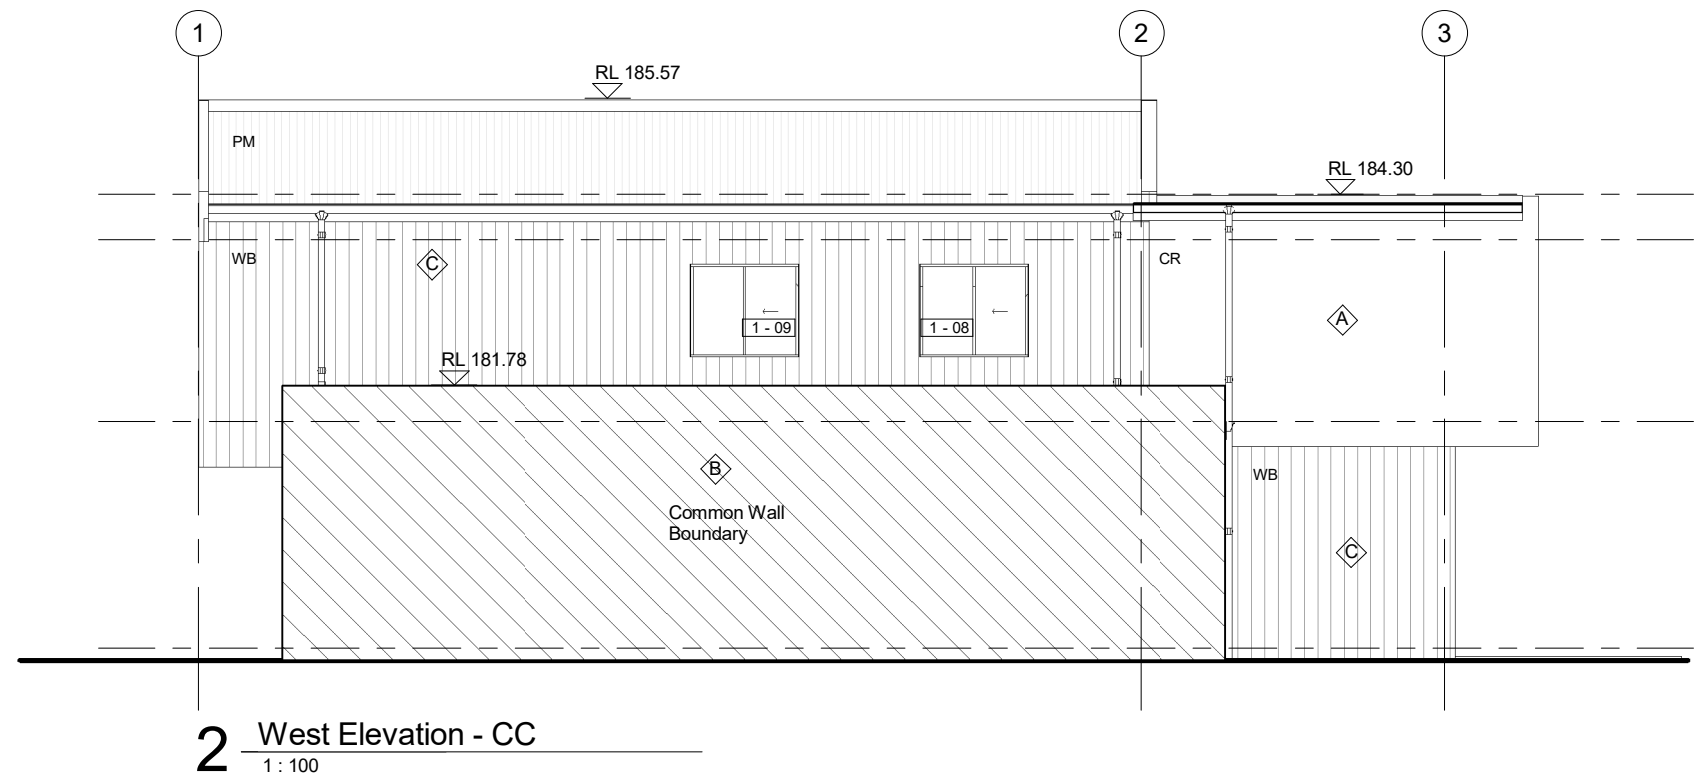 1
2
3
RL 185.57
PM
RL 184.30
WB
C
CR
A
1 - 09
1 - 08
RL 181.78
B
WB
Common Wall
Boundary
C
2
West Elevation - CC
1 : 100